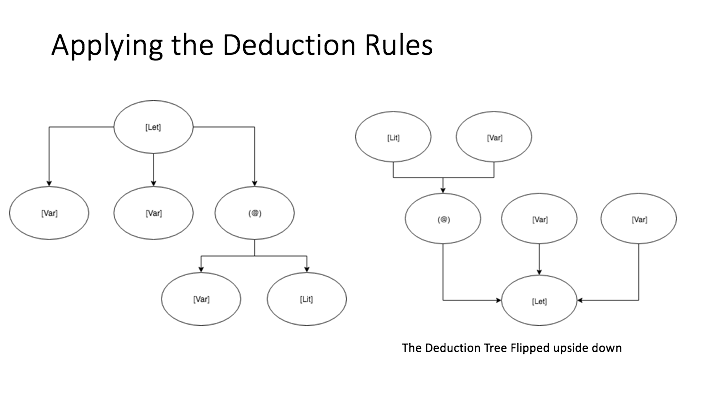 Applying the Deduction Rules
[Let]
[Var]
[Var]
(@)
[Var]
[Lit]
[Lit]
[Var]
(@)
[Var]
[Var]
[Let]
The Deduction Tree Flipped upside down